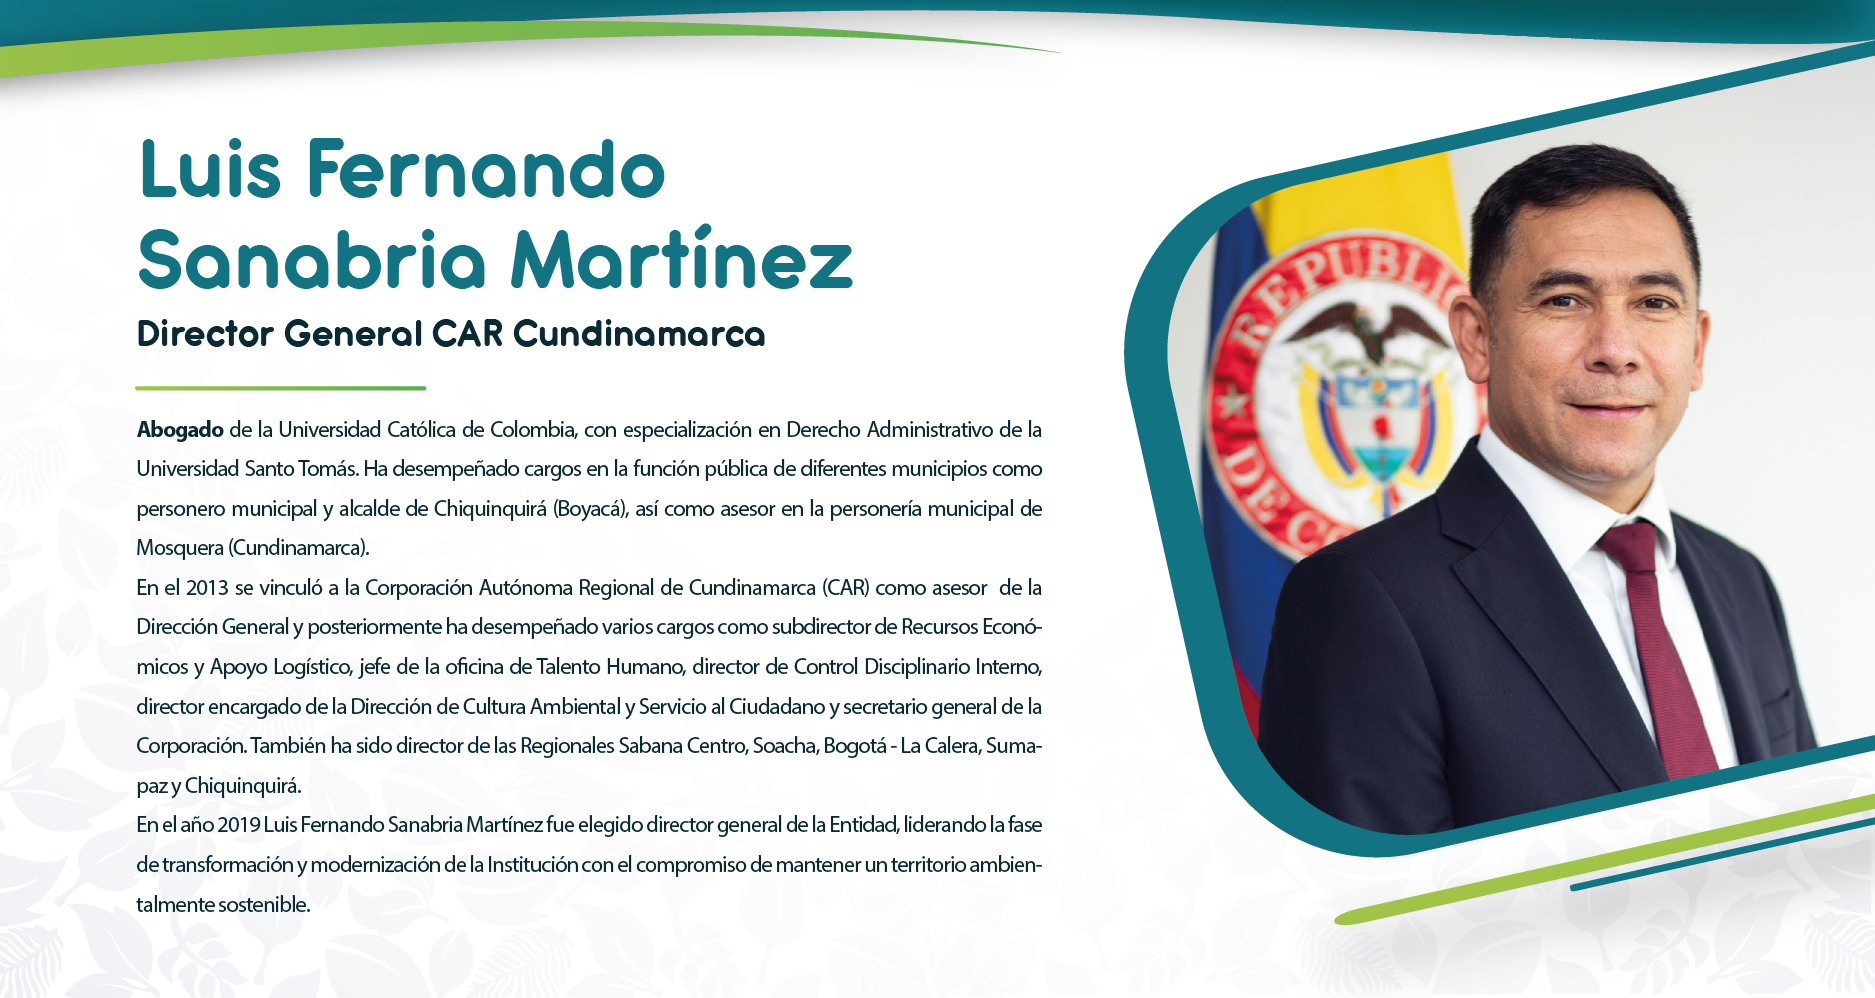 Luis Fernando
Sanabria Martínez
Director General CAR Cundinamarca
Abogado de la Universidad Católica de Colombia, con especialización en Derecho Administrativo de la
Universidad Santo Tomás. Ha desempeñado cargos en la función pública de diferentes municipios como
personero municipal y alcalde de Chiquinquirá (Boyacá), así como asesor en la personería municipal de
Mosquera (Cundinamarca).
En el 2013 se vinculó a la Corporación Autónoma Regional de Cundinamarca (CAR) como asesor de la
Dirección General y posteriormente ha desempeñado varios cargos como subdirector de Recursos Econó-
micos y Apoyo Logístico, jefe de la oficina de Talento Humano, director de Control Disciplinario Interno,
director encargado de la Dirección de Cultura Ambiental y Servicio al Ciudadano y secretario general de la
Corporación. También ha sido director de las Regionales Sabana Centro, Soacha, Bogotá - La Calera, Suma-
paz y Chiquinquirá.
En el año 2019 Luis Fernando Sanabria Martínez fue elegido director general de la Entidad, liderando la fase
de transformación y modernización de la Institución con el compromiso de mantener un territorio ambien-
talmente sostenible.
REPUBLIC
DE CO